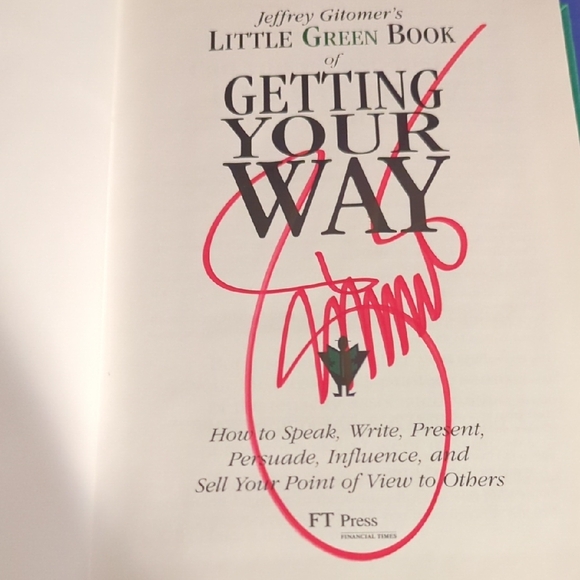 Jeffrey Gitomer's
LITTLE GREEN BOOK
of
GETTING
YOUR
WAY
How to Speak, Write, Present,
Persuade, Influence, and
Sell Your Point of View to Others
FT Press
FINANCIAL TIMES